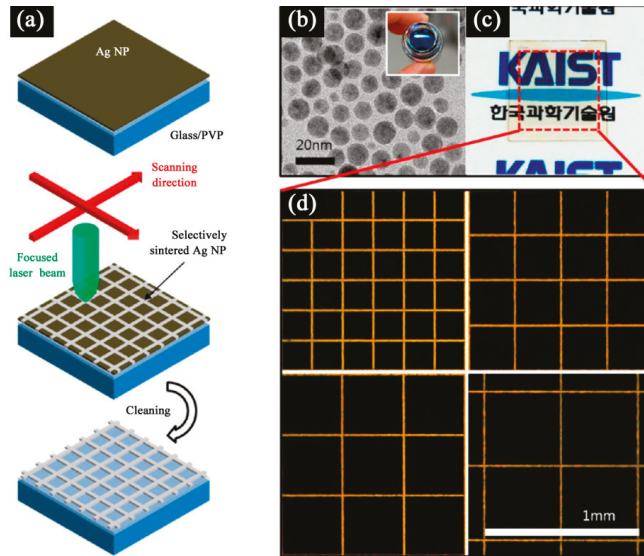 (a)
Ag NP
Glass/PVP
Scanning
direction
Selectively
sintered Ag NP
Focused
laser beam
Cleaning
(b)
20nm
(c)
KAIST
한국과학기술원
KAIST
(d)
1mm